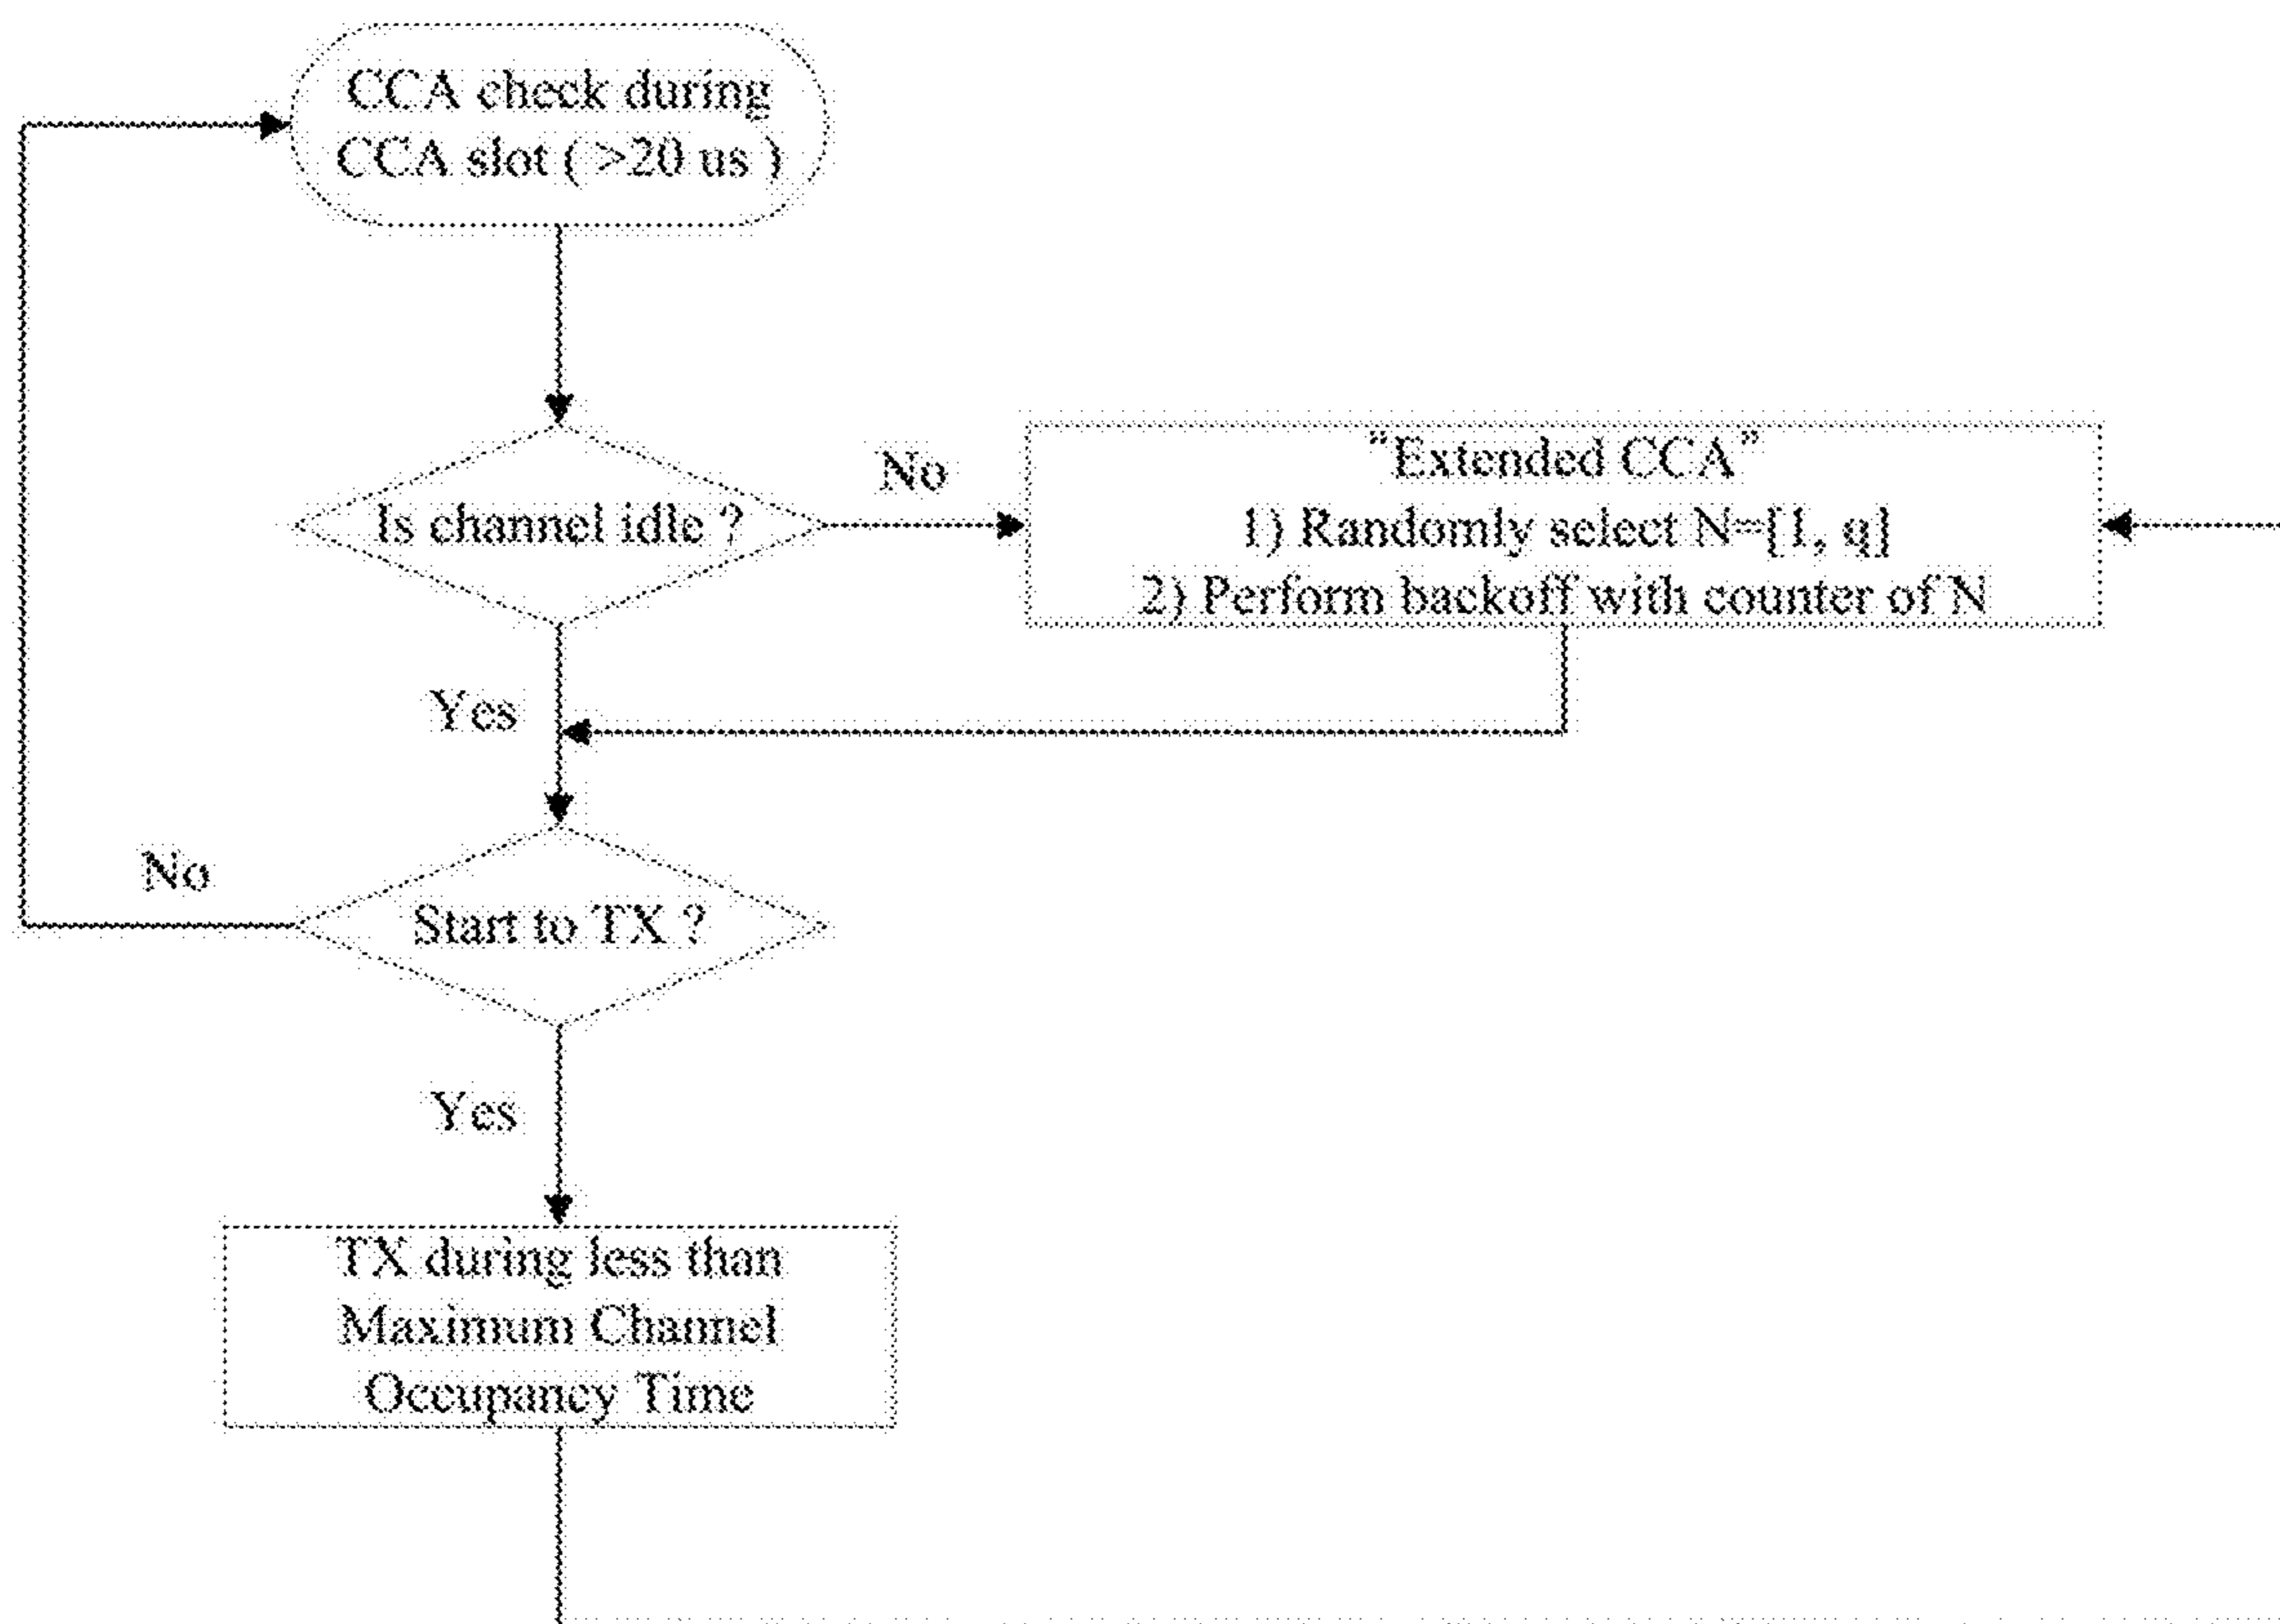 CCA check during
CCA slot ( >20 us )
Is channel idle ?
No
"Extended CCA"
1) Randomly select N=[1, q]
2) Perform backoff with counter of N
Yes
No
Start to TX ?
Yes
TX during less than
Maximum Channel
Occupancy Time